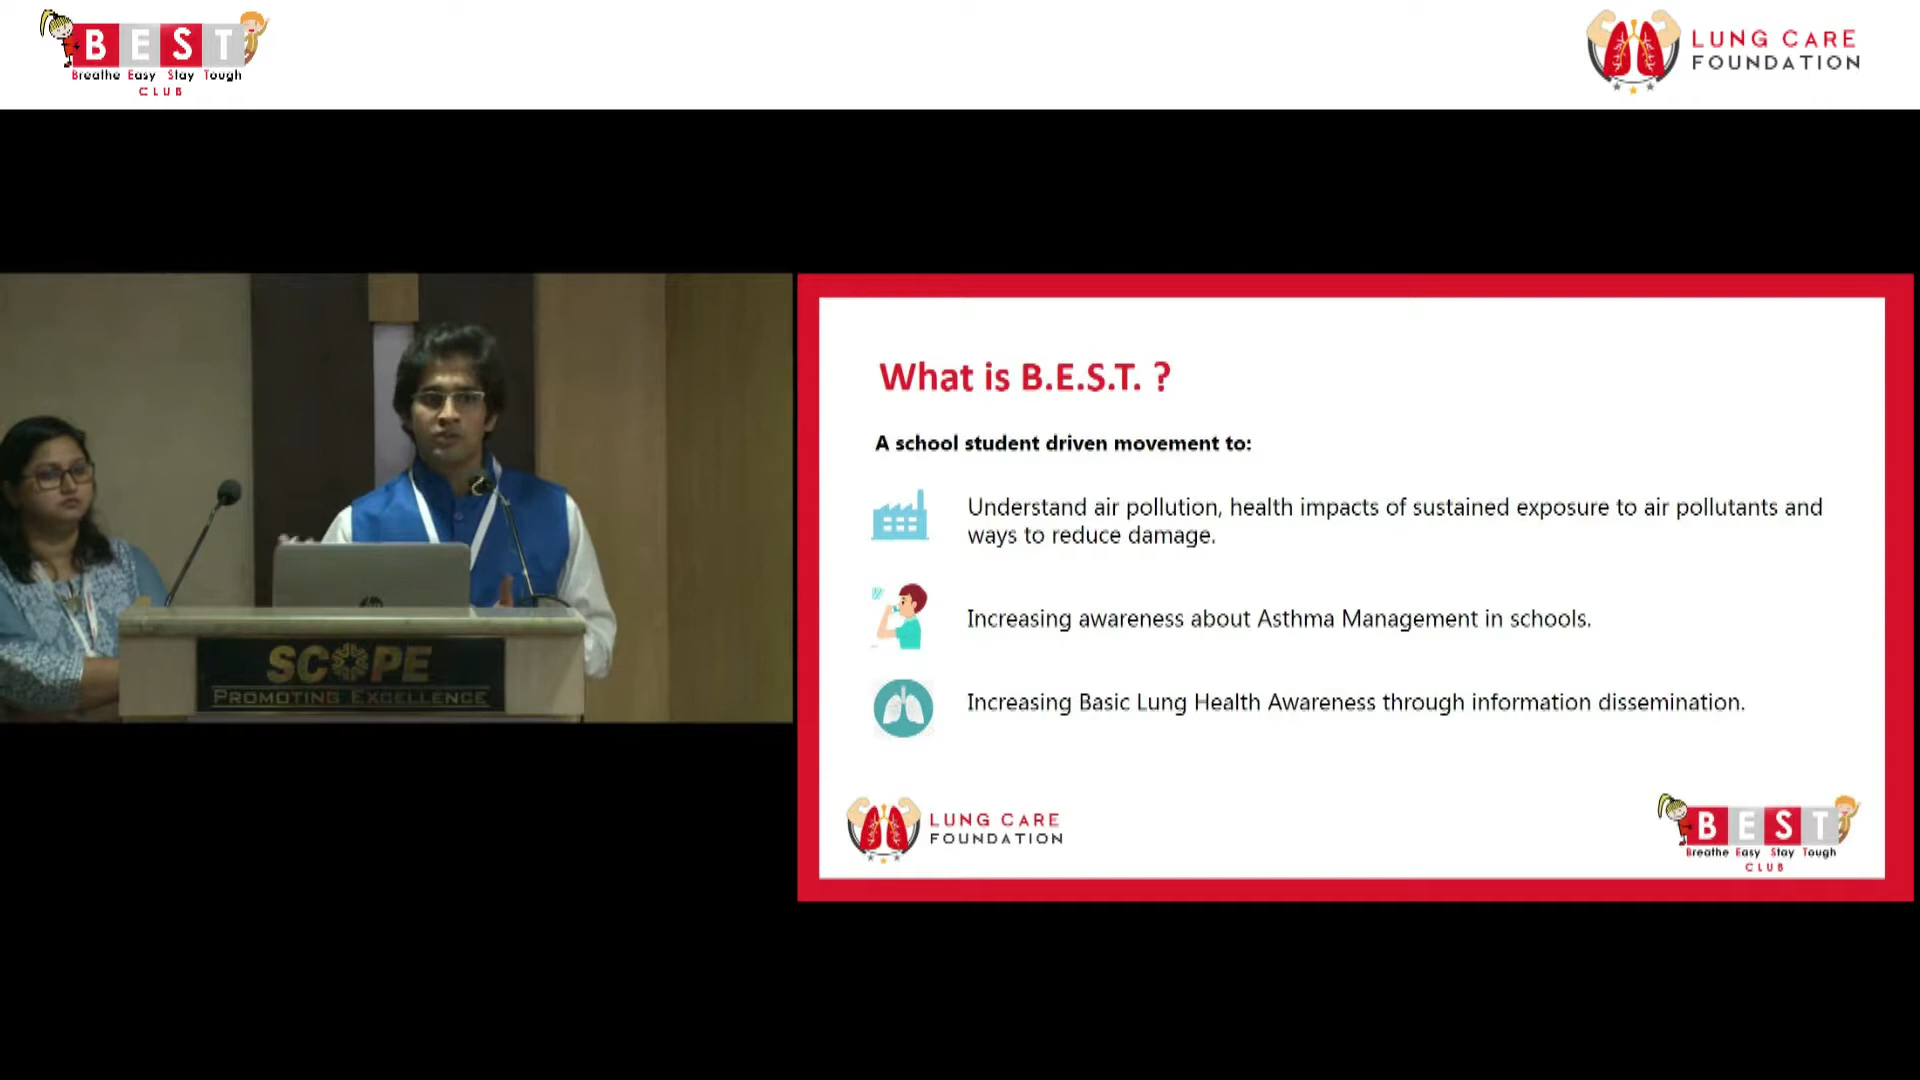 BEST
Breathe Easy Stay Tough
CLUB
LUNG CARE
FOUNDATION
SCOPE
PROMOTING EXCELLENCE
What is B.E.S.T. ?
A school student driven movement to:
Understand air pollution, health impacts of sustained exposure to air pollutants and
ways to reduce damage.
Increasing awareness about Asthma Management in schools.
Increasing Basic Lung Health Awareness through information dissemination.
LUNG CARE
FOUNDATION
BEST
Breathe Easy Stay Tough
CLUB